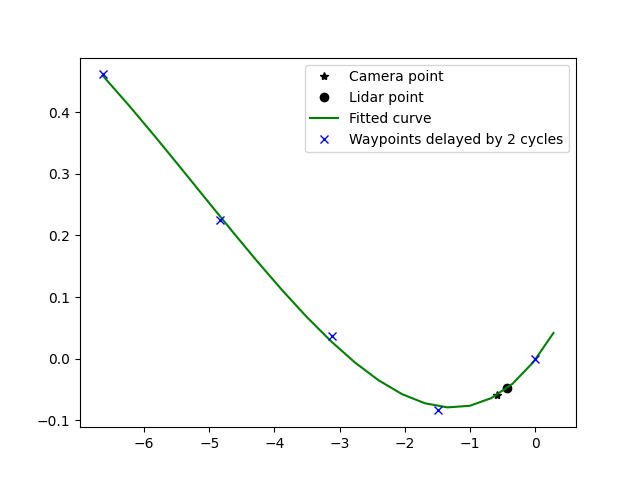 Camera point
Lidar point
Fitted curve
Waypoints delayed by 2 cycles
0.4
0.3
0.2
0.1
0.0
−0.1
−6 −5 −4 −3 −2 −1 0